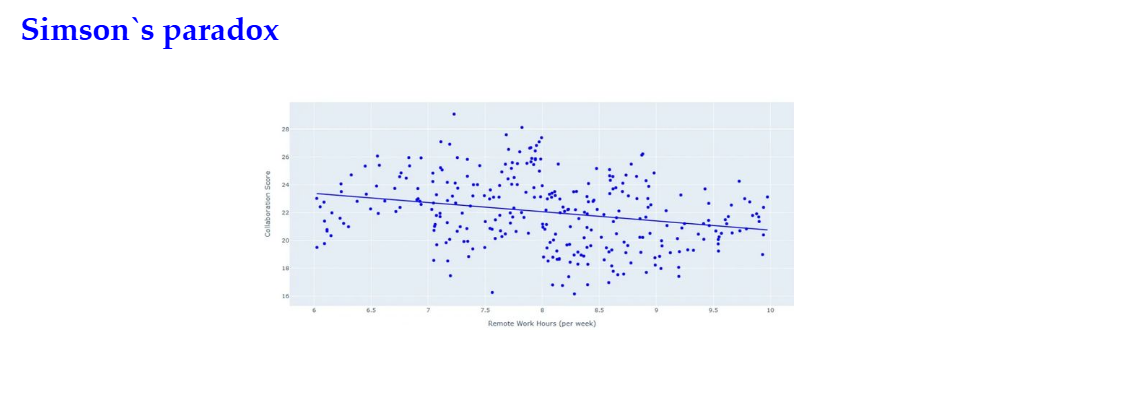 Simson`s paradox
28
26
24
22
20
18
16
Collaboration Score
6 6.5 7 7.5 8 8.5 9 9.5 10
Remote Work Hours (per week)